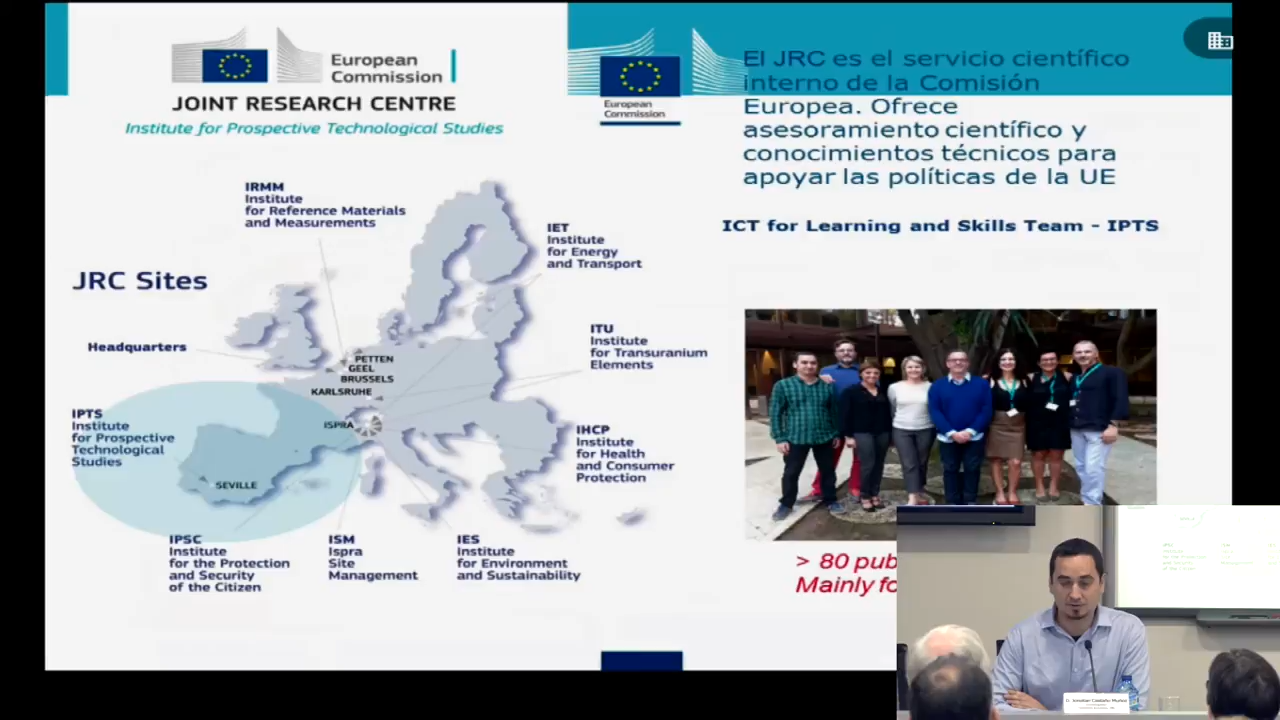 European
Commission
JOINT RESEARCH CENTRE
Institute for Prospective Technological Studies
European
Commission
El JRC es el servicio científico
interno de la Comisión
Europea. Ofrece
asesoramiento científico y
conocimientos técnicos para
apoyar las políticas de la UE
ICT for Learning and Skills Team - IPTS
JRC Sites
IRMM
Institute
for Reference Materials
and Measurements
IET
Institute
for Energy
and Transport
ITU
Institute
for Transuranium
Elements
Headquarters
PETTEN
GEEL
BRUSSELS
KARLSRUHE
ISPRA
IPTS
Institute
for Prospective
Technological
Studies
SEVILLE
IHCP
Institute
for Health
and Consumer
Protection
IPSC
Institute
for the Protection
and Security
of the Citizen
ISM
Ispra
Site
Management
IES
Institute
for Environment
and Sustainability
> 80 pub
Mainly fo